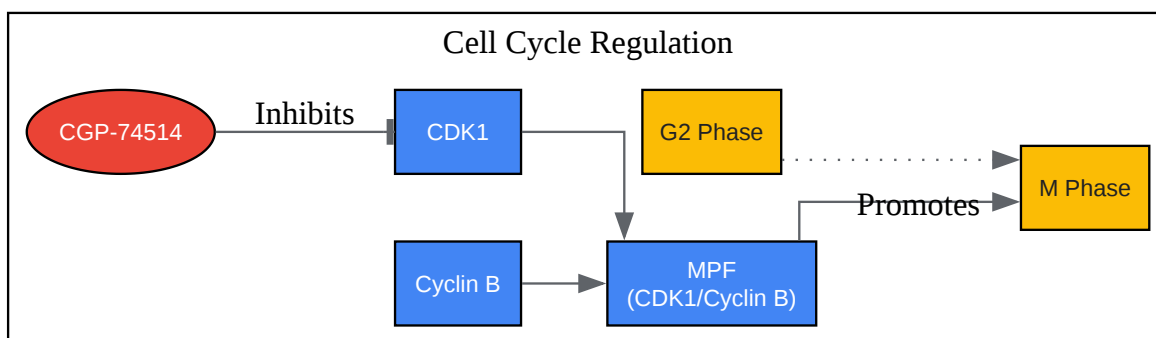 Cell Cycle Regulation
CGP-74514
Inhibits
CDK1
G2 Phase
M Phase
Promotes
Cyclin B
MPF
(CDK1/Cyclin B)